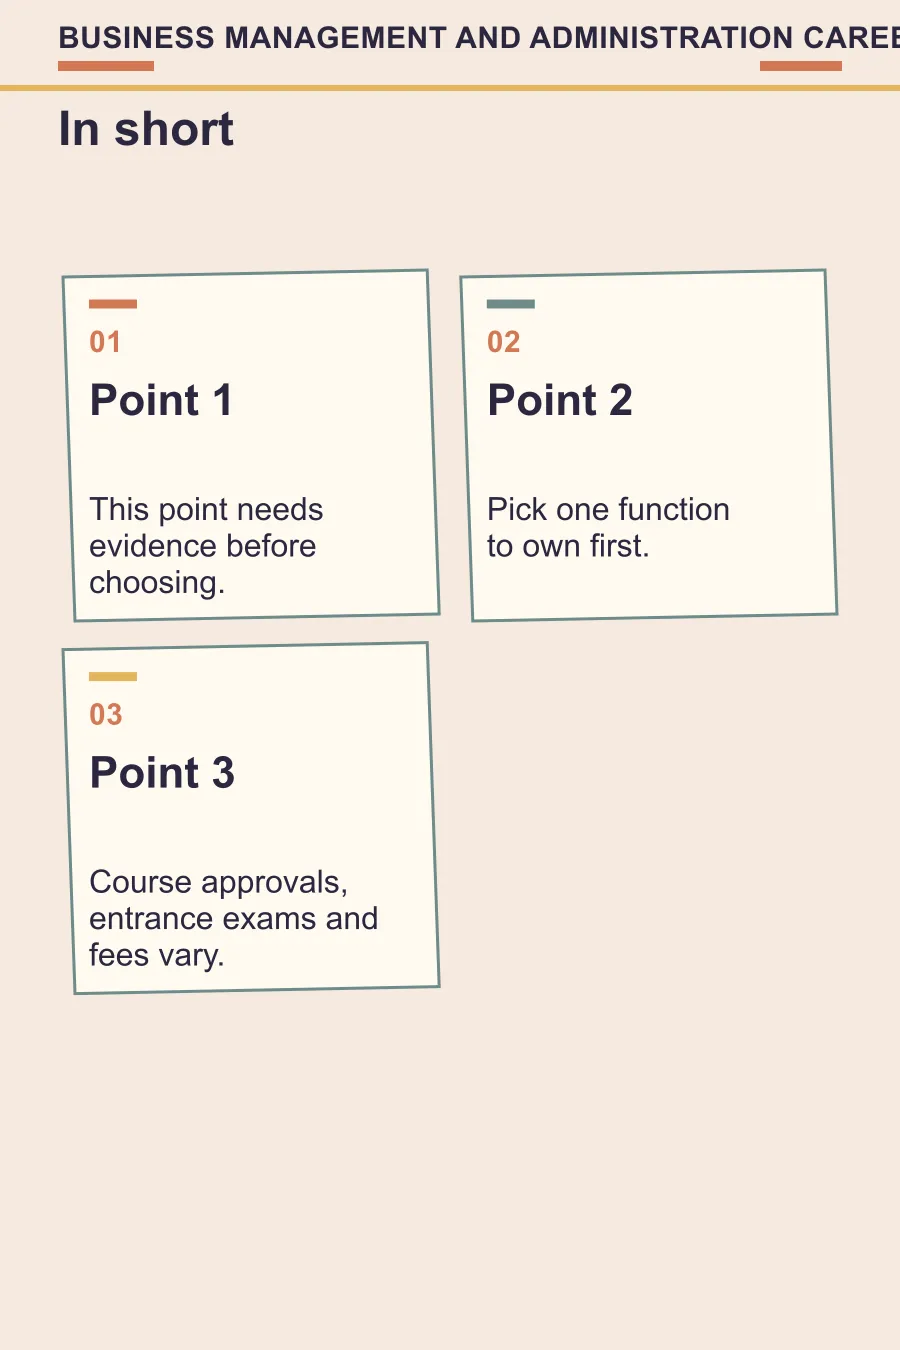 BUSINESS MANAGEMENT AND ADMINISTRATION
In short
01
Point 1
This point needs
evidence before
choosing.
02
Point 2
Pick one function
to own first.
03
Point 3
Course approvals,
entrance exams and
fees vary.